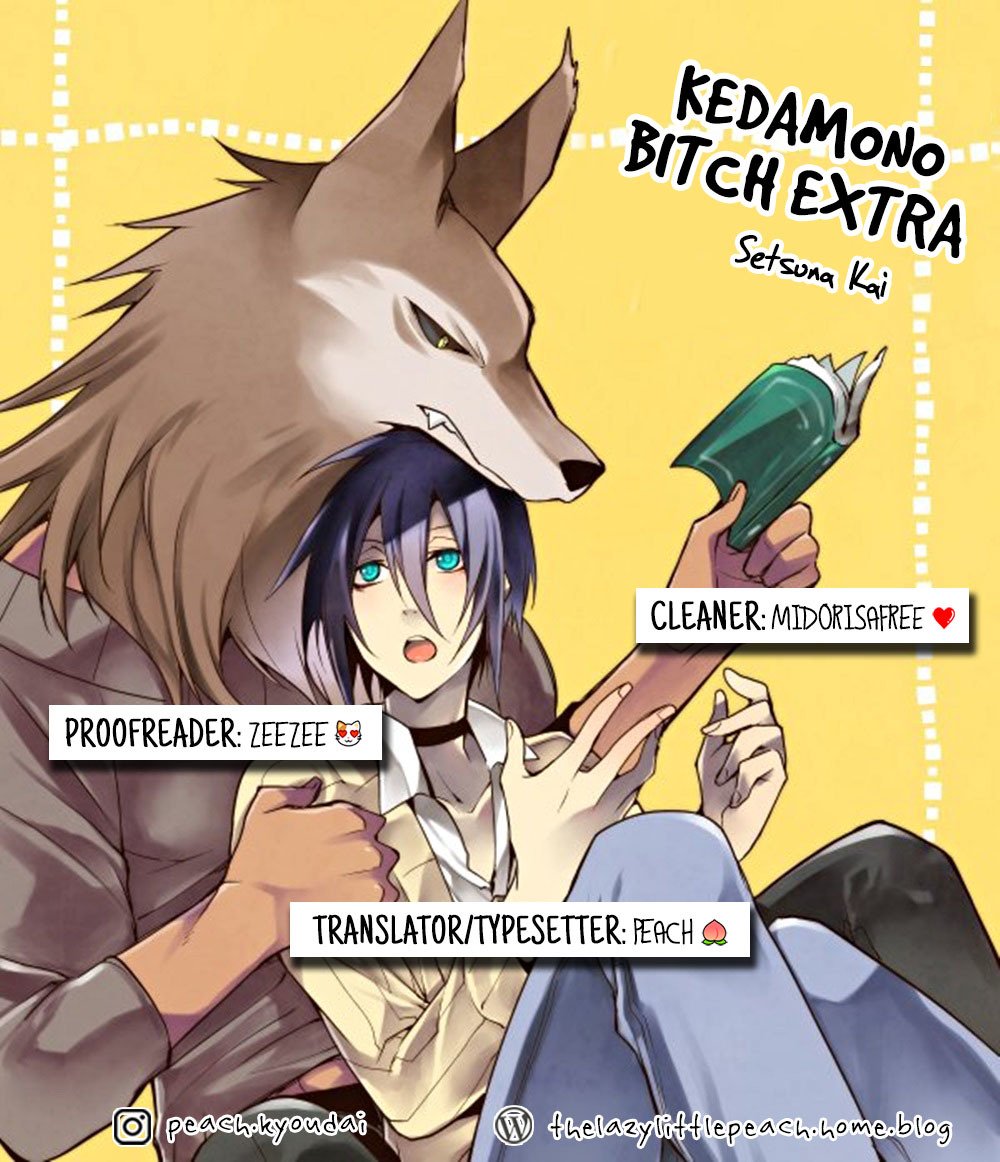 KEDAMONO
BITCH EXTRA
Setsuna Kai
CLEANER: MIDORISAFREE
PROOFREADER: ZEEZEE
TRANSLATOR/TYPESETTER: PEACH
peach.kyoudai
thelazylittlepeach.home.blog